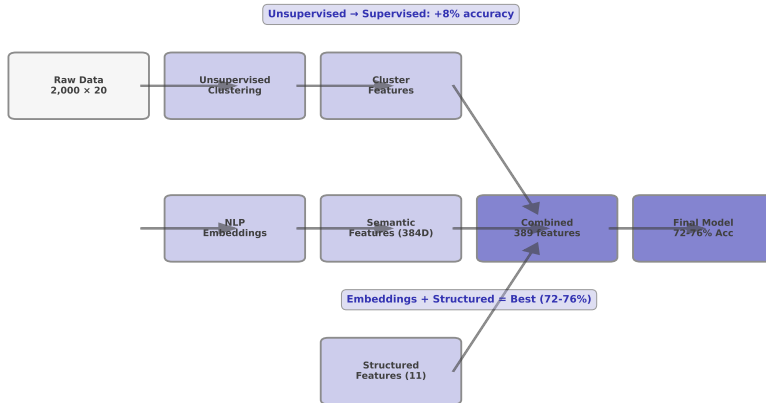 Unsupervised → Supervised: +8% accuracy
Raw Data
2,000 × 20
Unsupervised
Clustering
Cluster
Features
NLP
Embeddings
Semantic
Features (384D)
Combined
389 features
Final Model
72-76% Acc
Embeddings + Structured = Best (72-76%)
Structured
Features (11)